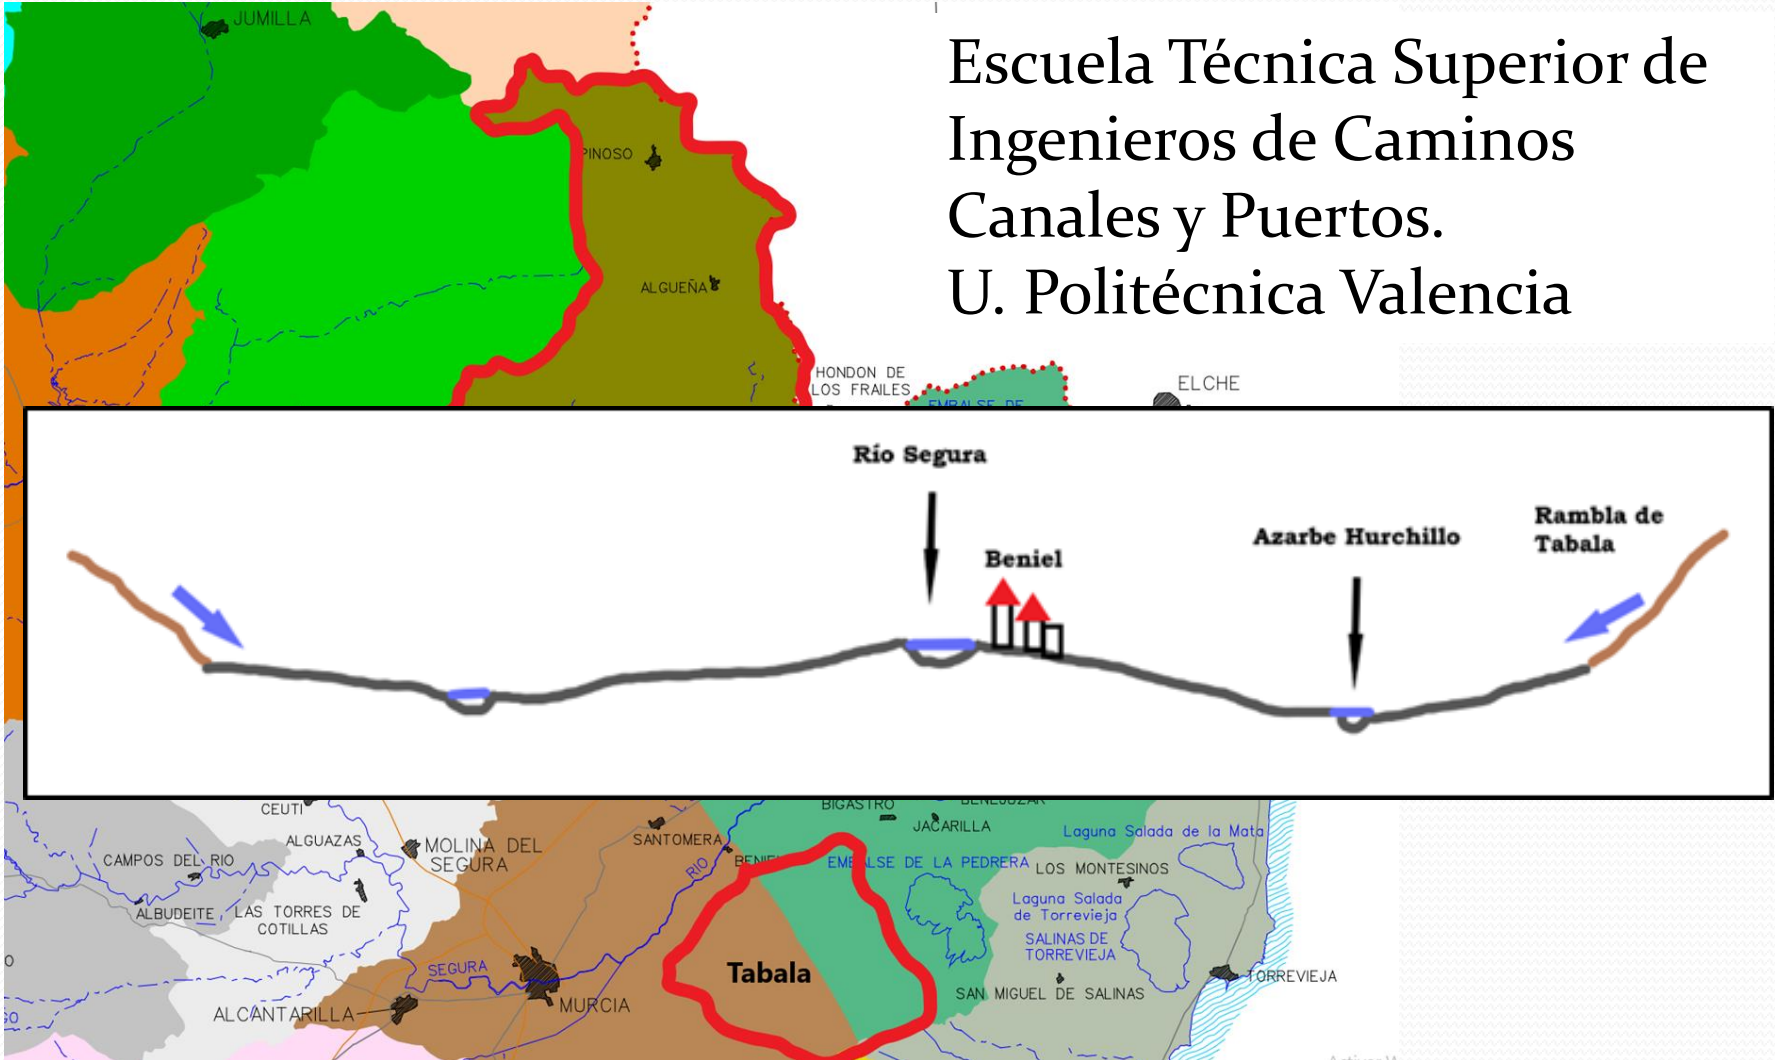 JUMILLA
Escuela Técnica Superior de
Ingenieros de Caminos
Canales y Puertos.
U. Politécnica Valencia
PINOSO
ALGUEÑA
HONDON DE
LOS FRAILES
ELCHE
EMBALSE DE
Río Segura
Beniel
Azarbe Hurchillo
Rambla de
Tabala
CEUTI
BIGASTRO
BENEJUZAR
JACARILLA
Laguna Salada de la Mata
ALGUAZAS
MOLINA DEL
SEGURA
SANTOMERA
CAMPOS DEL RIO
RIO
EMBALSE DE LA PEDRERA
LOS MONTESINOS
ALBUDEITE
LAS TORRES DE
COTILLAS
Laguna Salada
de Torrevieja
SALINAS DE
TORREVIEJA
SEGURA
Tabala
TORREVIEJA
SAN MIGUEL DE SALINAS
ALCANTARILLA
MURCIA